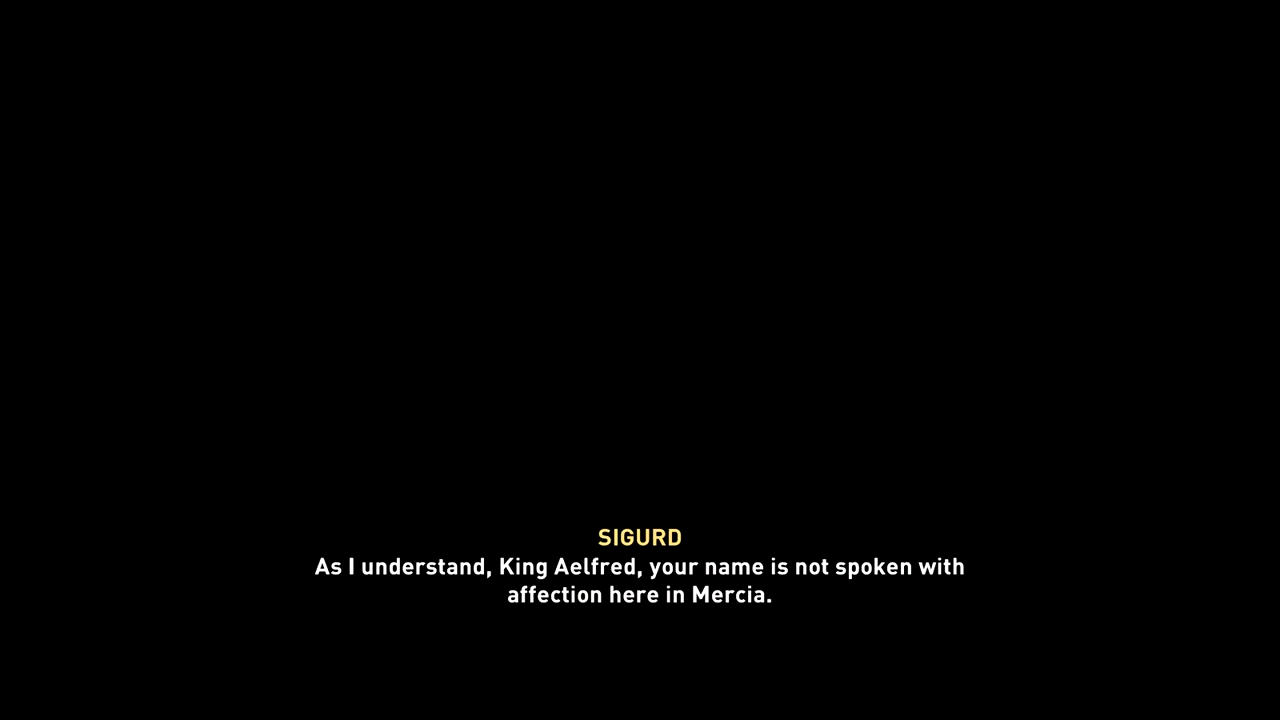 SIGURD
As I understand, King Aelfred, your name is not spoken with
affection here in Mercia.